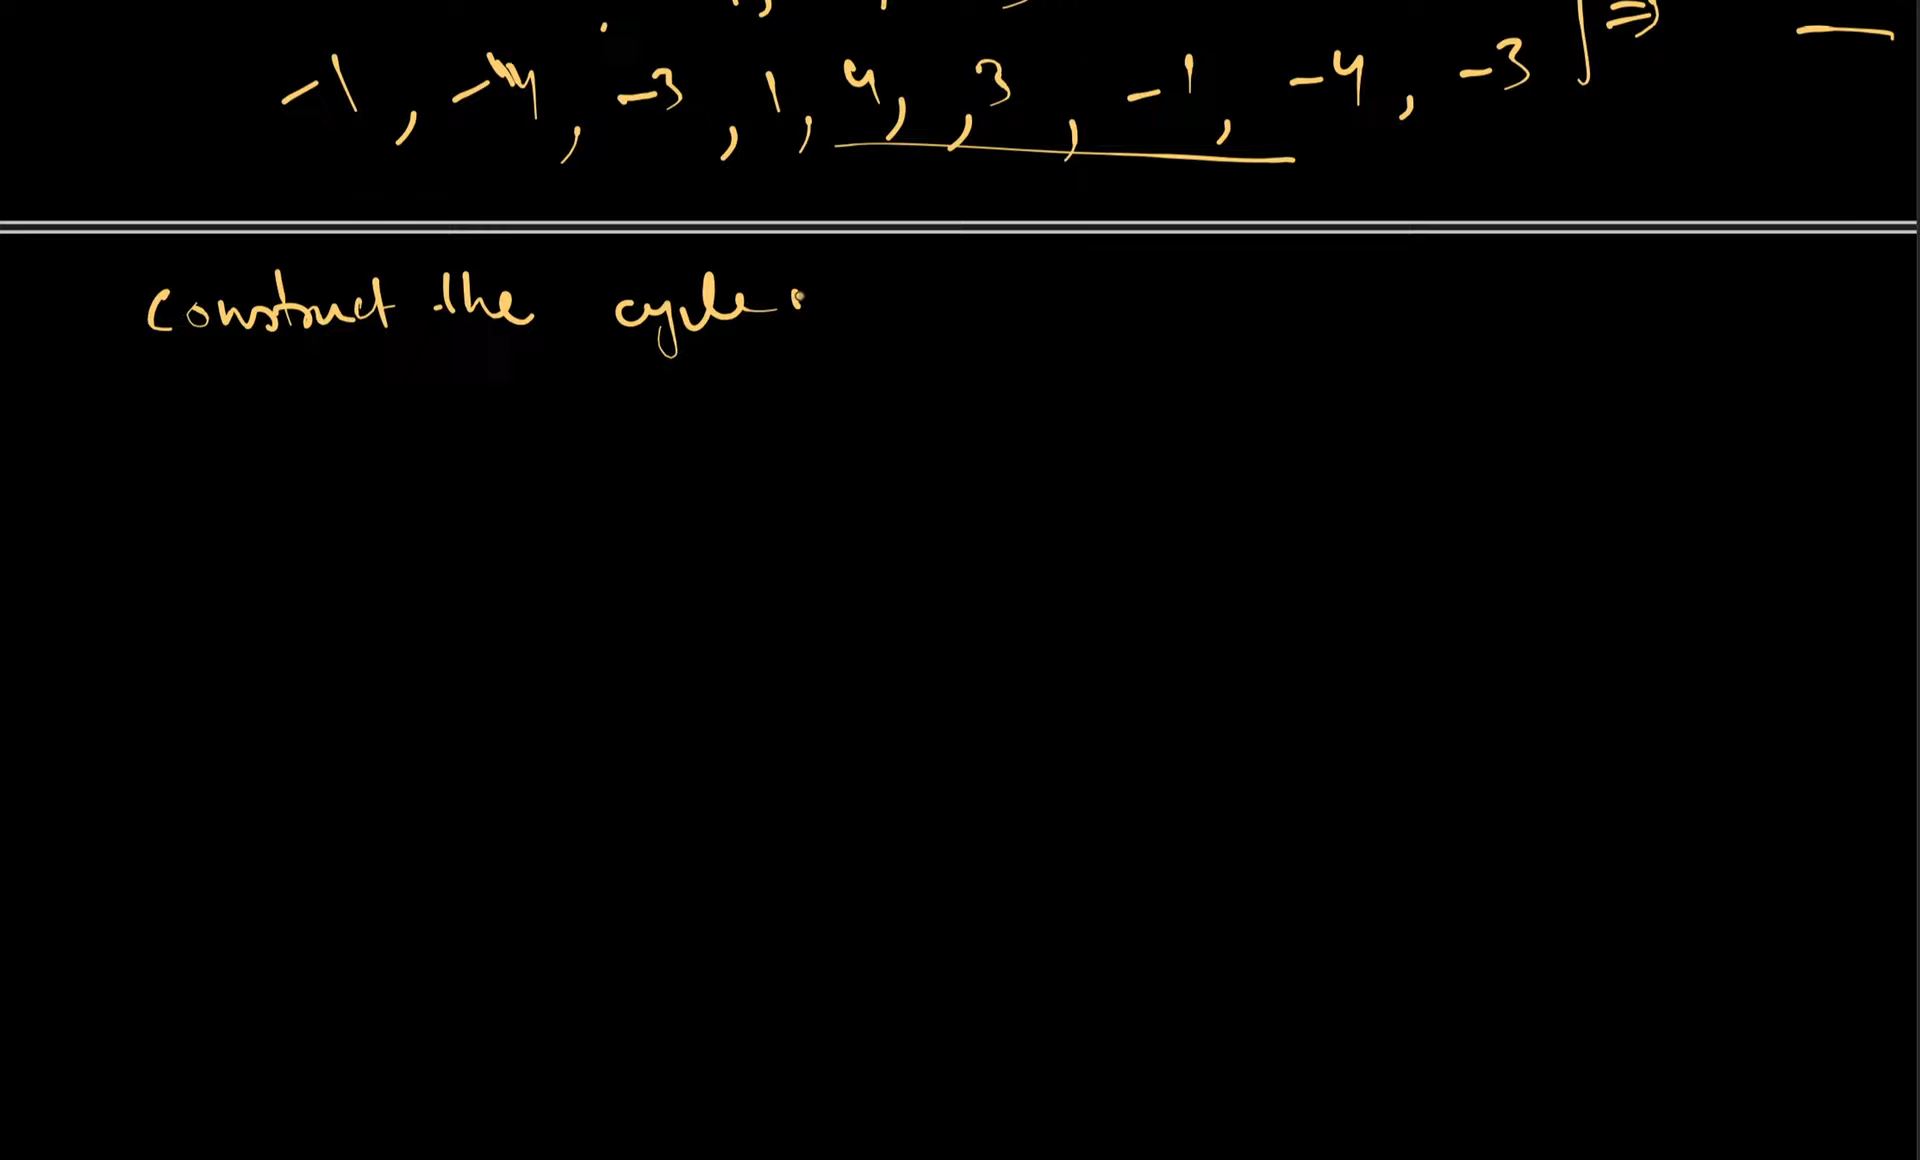 -1, -4, -3, 1, 4, 3, -1, -4, -3 ] ⇒ —
construct the cycle: